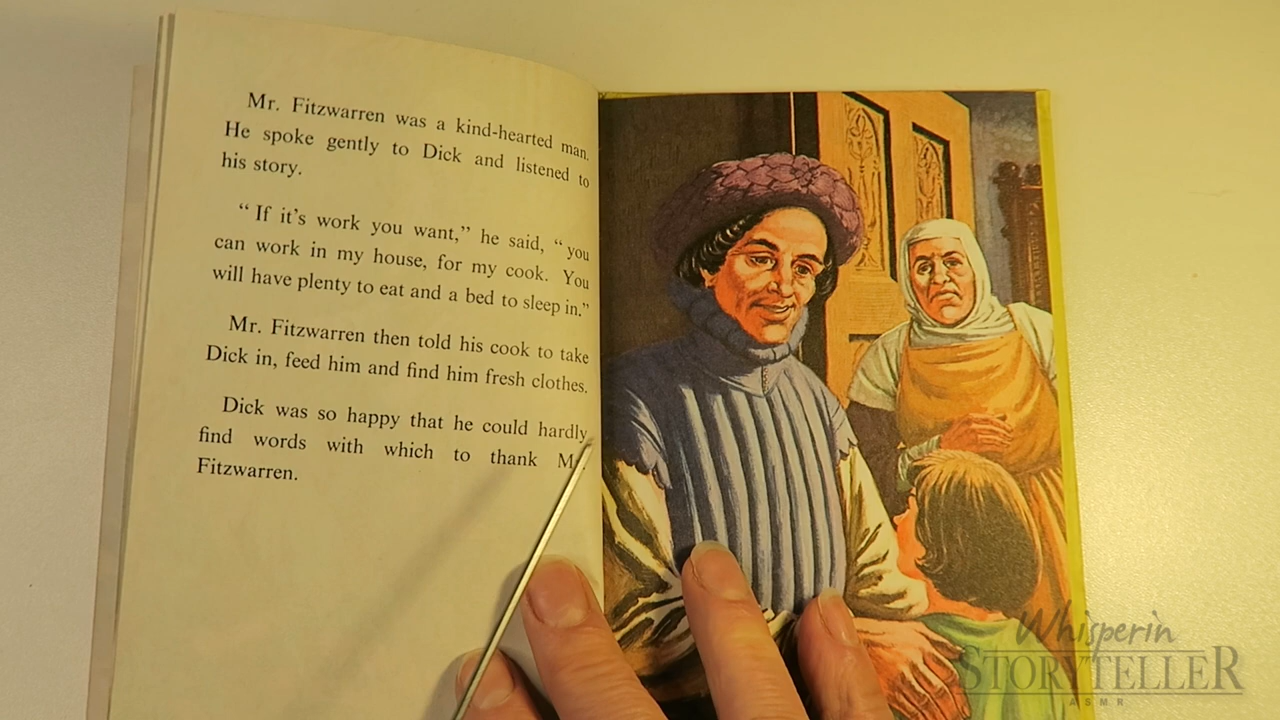 Mr. Fitzwarren was a kind-hearted man.
He spoke gently to Dick and listened to
his story.
“ If it’s work you want,” he said, “ you
can work in my house, for my cook. You
will have plenty to eat and a bed to sleep in.”
Mr. Fitzwarren then told his cook to take
Dick in, feed him and find him fresh clothes.
Dick was so happy that he could hardly
find words with which to thank
Fitzwarren.
Whisperin
STORYTELLER
ASMR